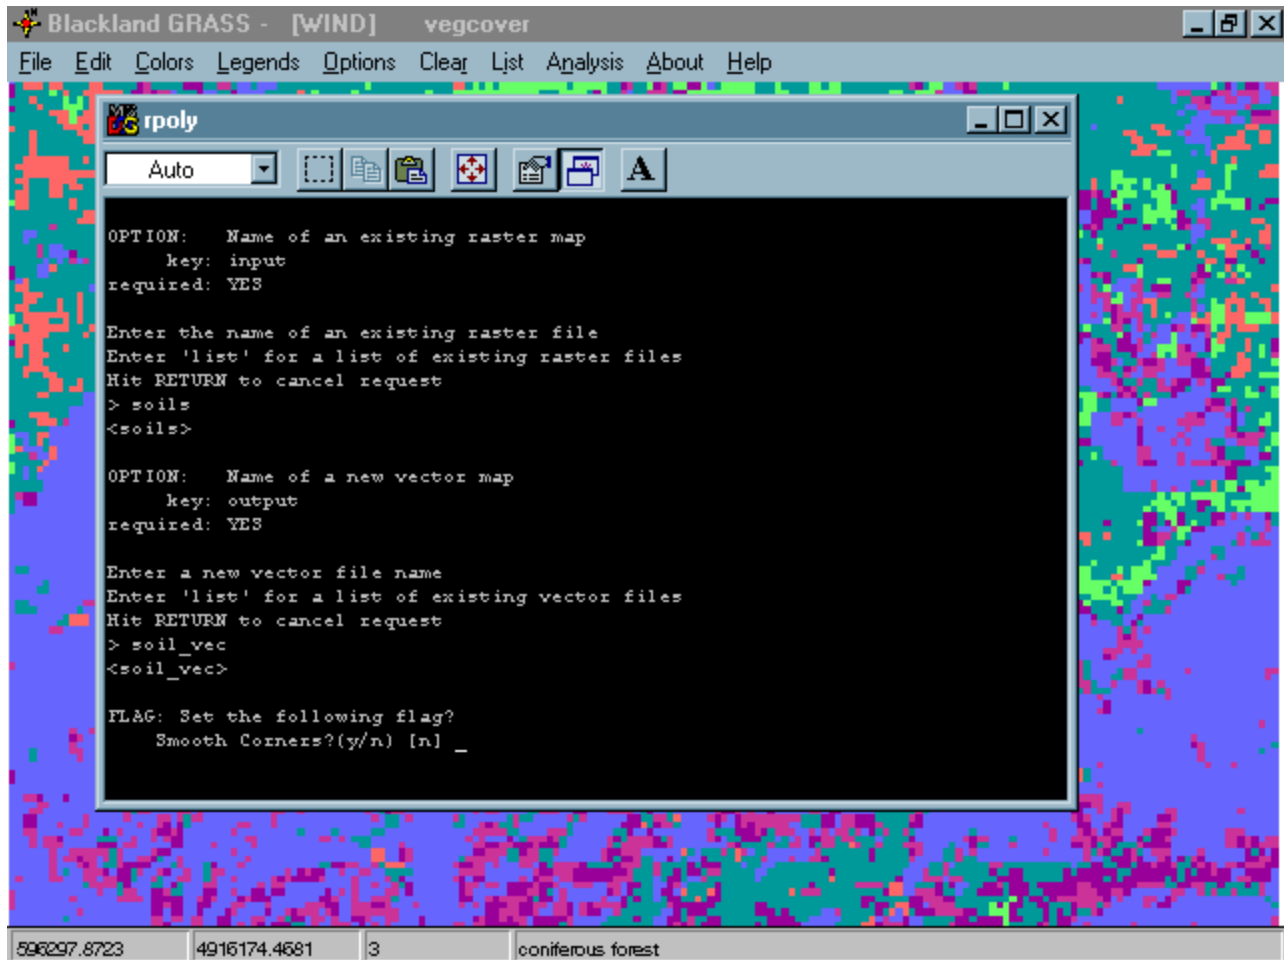 Blackland GRASS - [WIND] vegcover
File Edit Colors Legends Options Clear List Analysis About Help
rpoly
Auto
A
OPTION: Name of an existing raster map
key: input
required: YES
Enter the name of an existing raster file
Enter 'list' for a list of existing raster files
Hit RETURN to cancel request
> soils
<soils>
OPTION: Name of a new vector map
key: output
required: YES
Enter a new vector file name
Enter 'list' for a list of existing vector files
Hit RETURN to cancel request
> soil_vec
<soil_vec>
FLAG: Set the following flag?
Smooth Corners?(y/n) [n] _
596297.8723 4916174.4681 3 coniferous forest